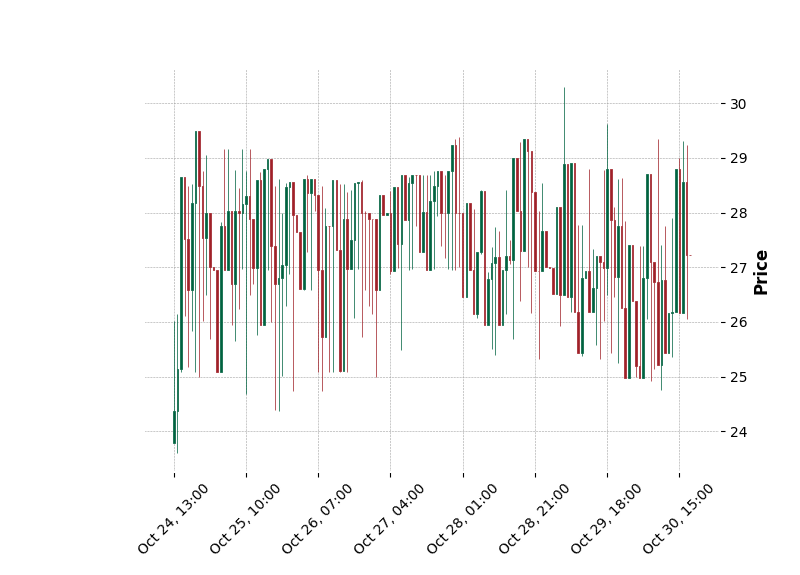 30
29
28
27
26
25
24
Price
Oct 24, 13:00
Oct 25, 10:00
Oct 26, 07:00
Oct 27, 04:00
Oct 28, 01:00
Oct 28, 21:00
Oct 29, 18:00
Oct 30, 15:00